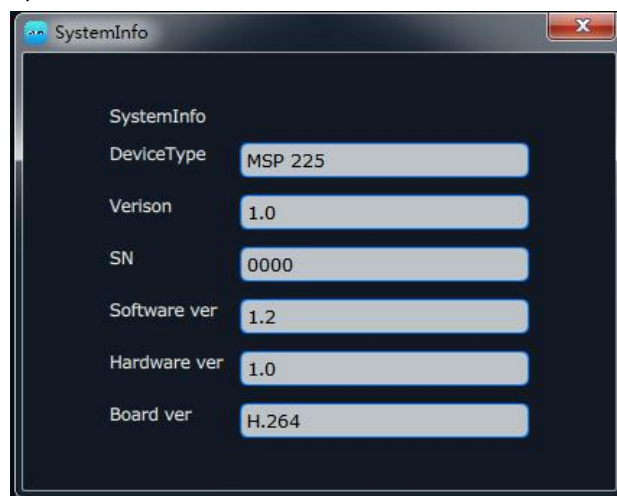 SystemInfo
SystemInfo
DeviceType MSP 225
Verison 1.0
SN 0000
Software ver 1.2
Hardware ver 1.0
Board ver H.264